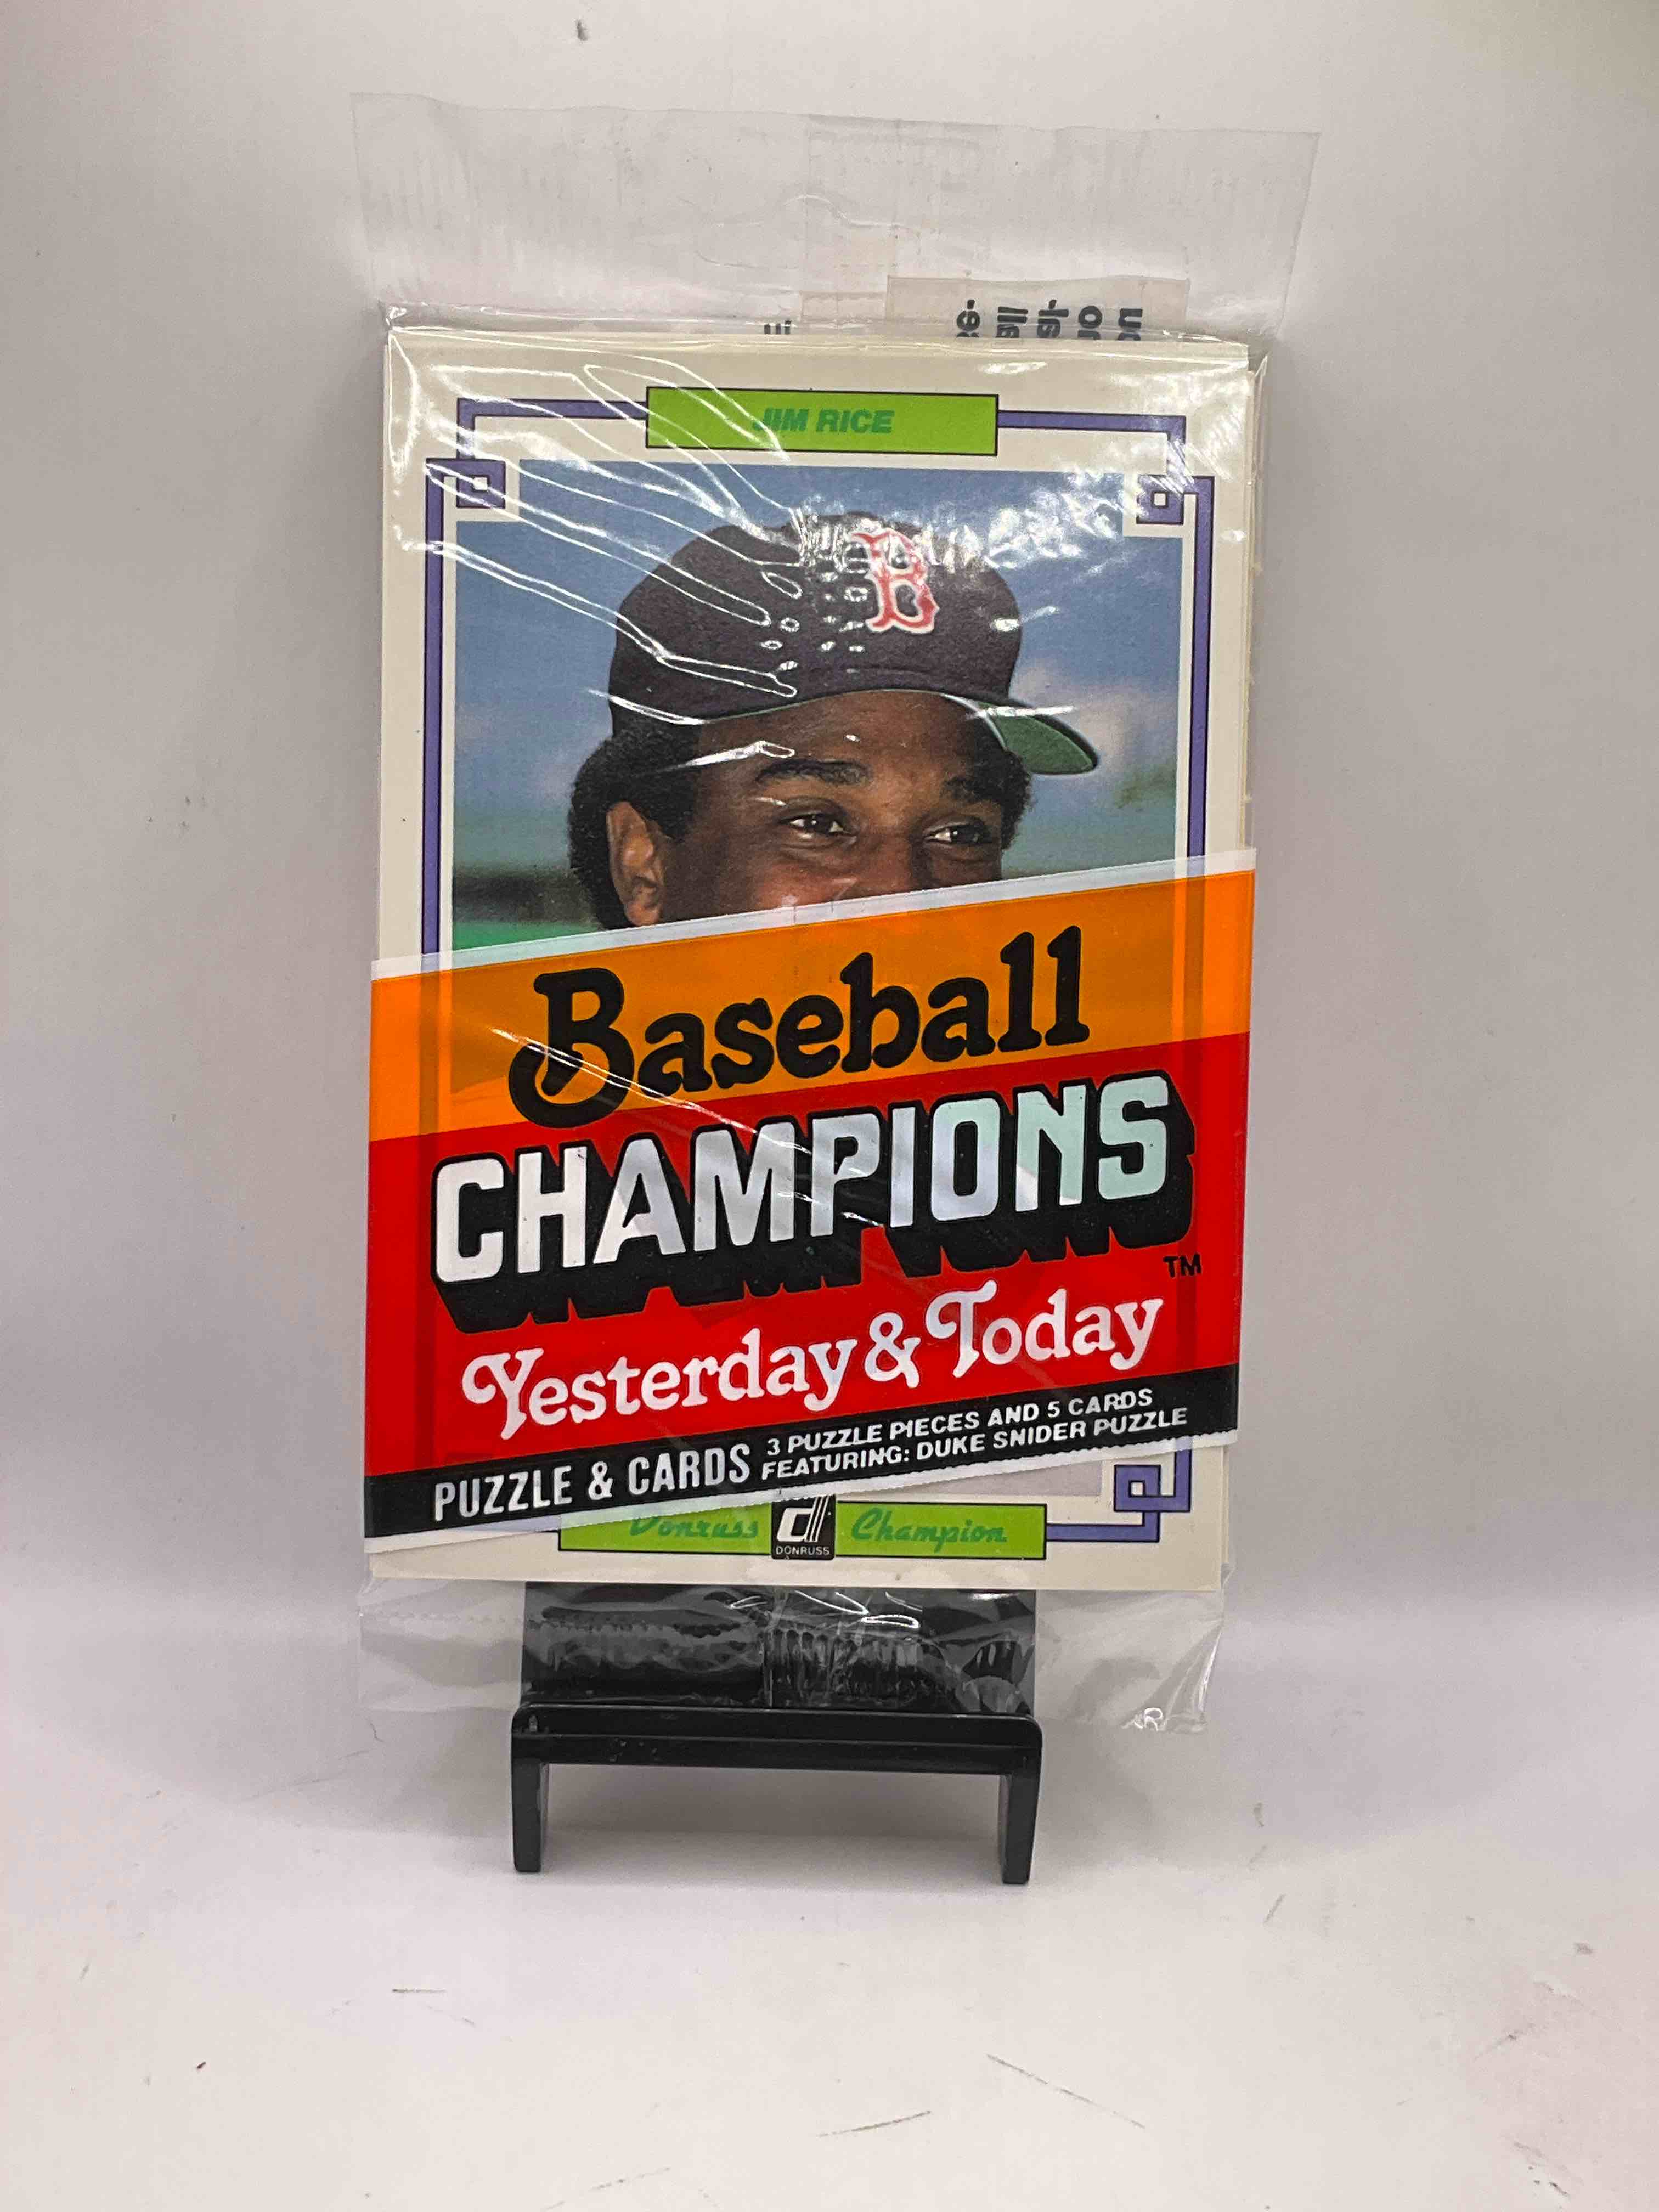 JIM RICE
B
Baseball
CHAMPIONS
TM
Yesterday & Today
PUZZLE & CARDS
3 PUZZLE PIECES AND 5 CARDS
FEATURING: DUKE SNIDER PUZZLE
Donruss
d
DONRUSS
Champion